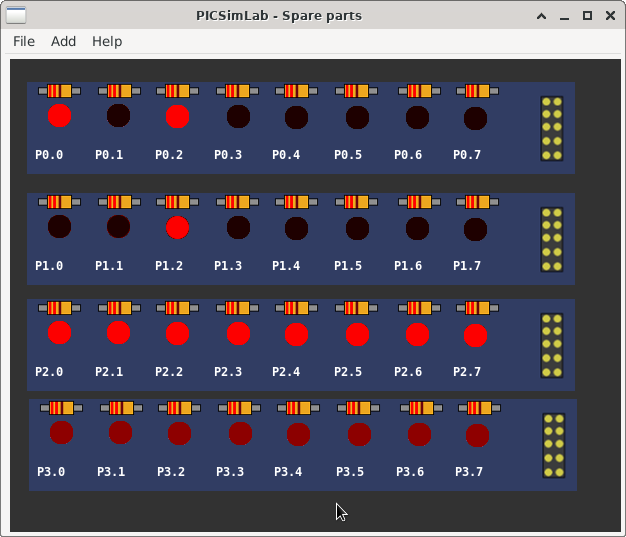 PICSimLab - Spare parts
File Add Help
P0.0 P0.1 P0.2 P0.3 P0.4 P0.5 P0.6 P0.7
P1.0 P1.1 P1.2 P1.3 P1.4 P1.5 P1.6 P1.7
P2.0 P2.1 P2.2 P2.3 P2.4 P2.5 P2.6 P2.7
P3.0 P3.1 P3.2 P3.3 P3.4 P3.5 P3.6 P3.7